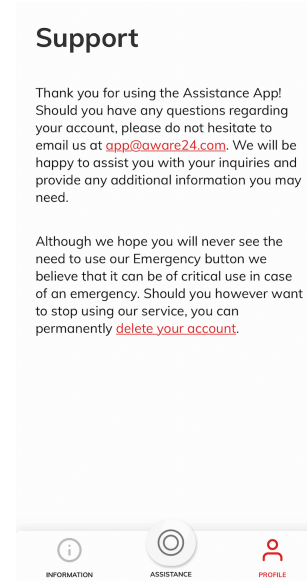 Support
Thank you for using the Assistance App!
Should you have any questions regarding
your account, please do not hesitate to
email us at app@aware24.com. We will be
happy to assist you with your inquiries and
provide any additional information you may
need.
Although we hope you will never see the
need to use our Emergency button we
believe that it can be of critical use in case
of an emergency. Should you however want
to stop using our service, you can
permanently delete your account.
INFORMATION ASSISTANCE PROFILE